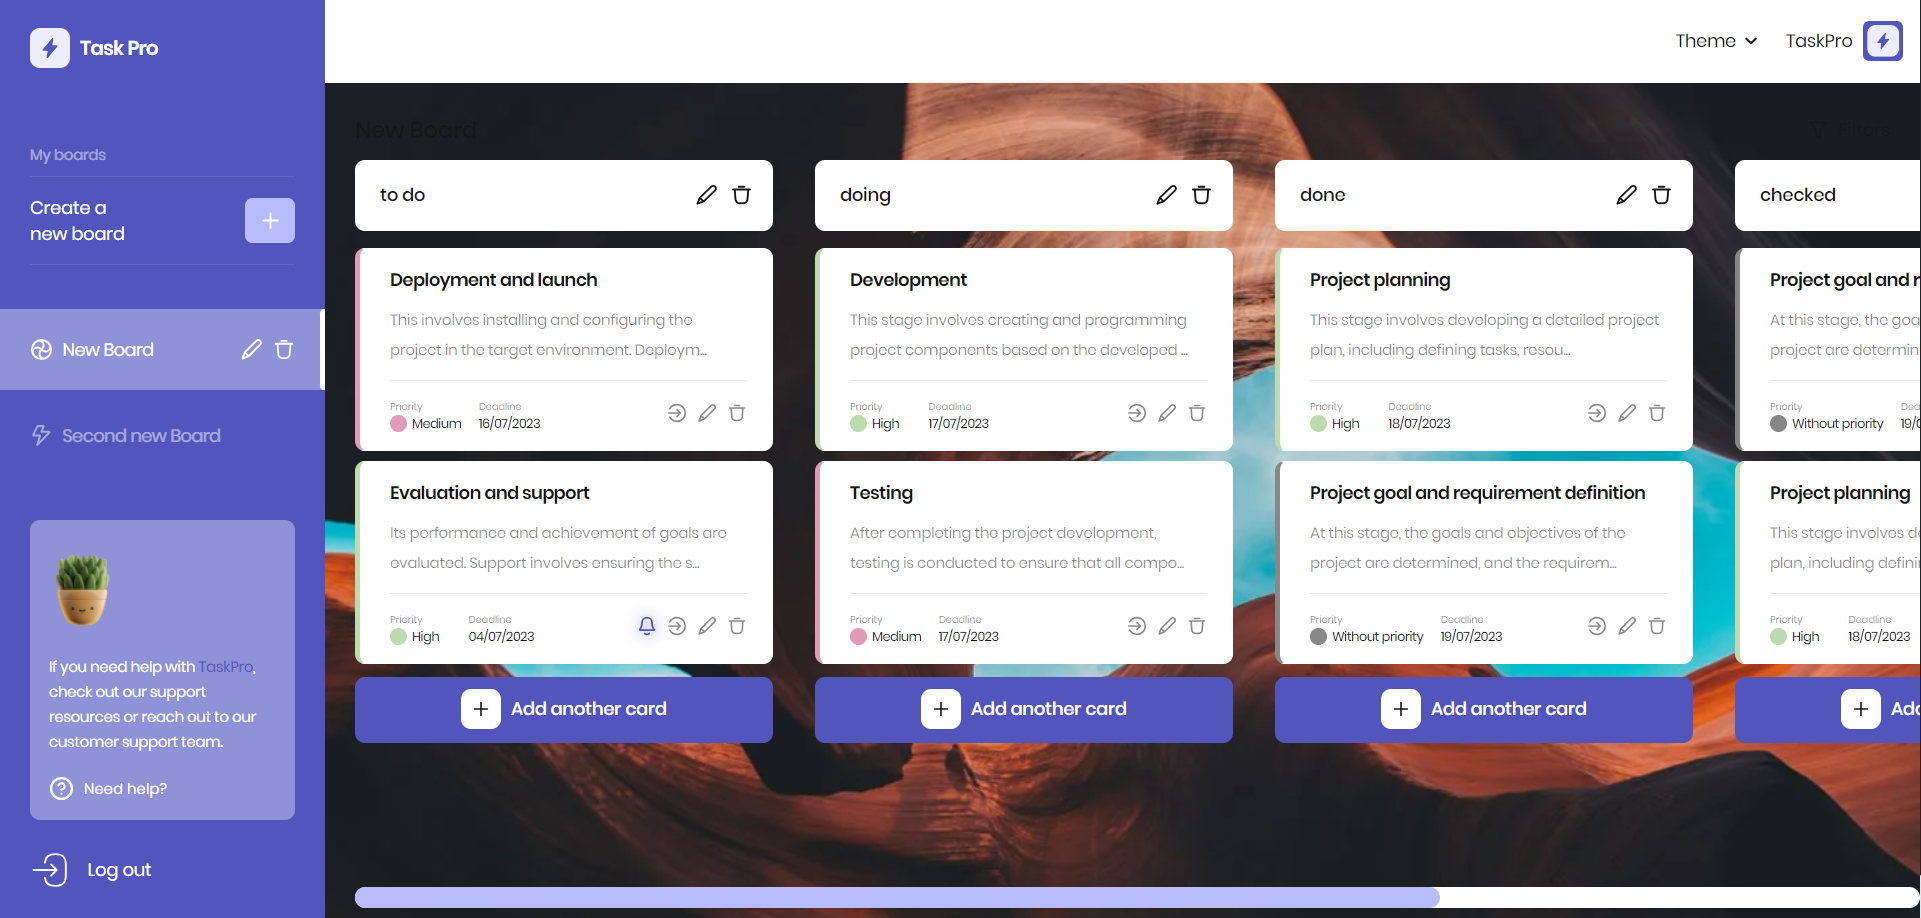 Task Pro
Theme
TaskPro
My boards
Create a
new board
New Board
Second new Board
If you need help with TaskPro,
check out our support
resources or reach out to our
customer support team.
Need help?
Log out
New Board
Filters
to do
Deployment and launch
This involves installing and configuring the
project in the target environment. Deploym...
Priority
Medium
Deadline
16/07/2023
Evaluation and support
Its performance and achievement of goals are
evaluated. Support involves ensuring the s...
Priority
High
Deadline
04/07/2023
Add another card
doing
Development
This stage involves creating and programming
project components based on the developed ...
Priority
High
Deadline
17/07/2023
Testing
After completing the project development,
testing is conducted to ensure that all compo...
Priority
Medium
Deadline
17/07/2023
Add another card
done
Project planning
This stage involves developing a detailed project
plan, including defining tasks, resou...
Priority
High
Deadline
18/07/2023
Project goal and requirement definition
At this stage, the goals and objectives of the
project are determined, and the requirem...
Priority
Without priority
Deadline
19/07/2023
Add another card
checked
Project goal and r
At this stage, the goa
project are determin
Priority
Without priority
Dea
19/0
Project planning
This stage involves d
plan, including defini
Priority
High
Deadline
18/07/2023
Add